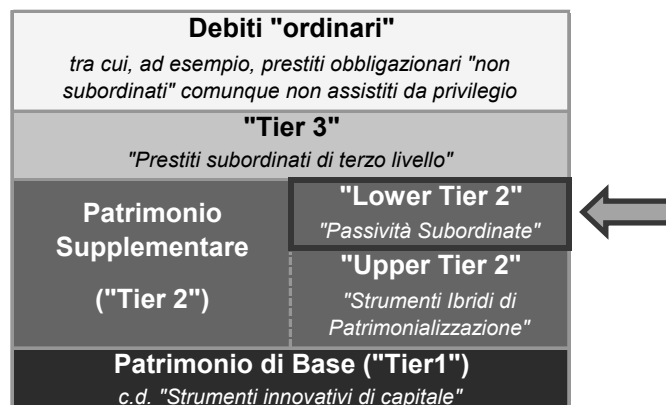 Debiti "ordinari"
tra cui, ad esempio, prestiti obbligazionari "non
subordinati" comunque non assistiti da privilegio
"Tier 3"
"Prestiti subordinati di terzo livello"
Patrimonio
Supplementare
("Tier 2")
"Lower Tier 2"
"Passività Subordinate"
"Upper Tier 2"
"Strumenti Ibridi di
Patrimonializzazione"
Patrimonio di Base ("Tier1")
c.d. "Strumenti innovativi di capitale"